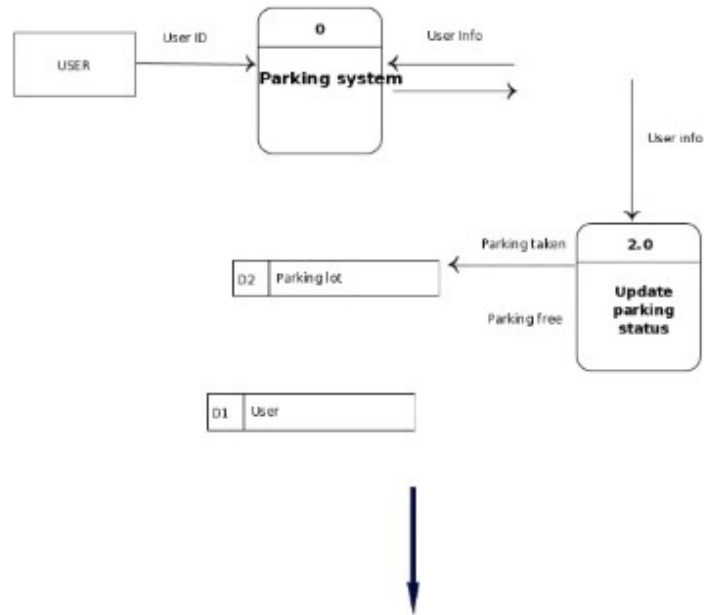 0
User ID
User Info
USER
Parking system
User info
Parking taken
2.0
D2 Parking lot
Update
parking
status
Parking free
D1 User